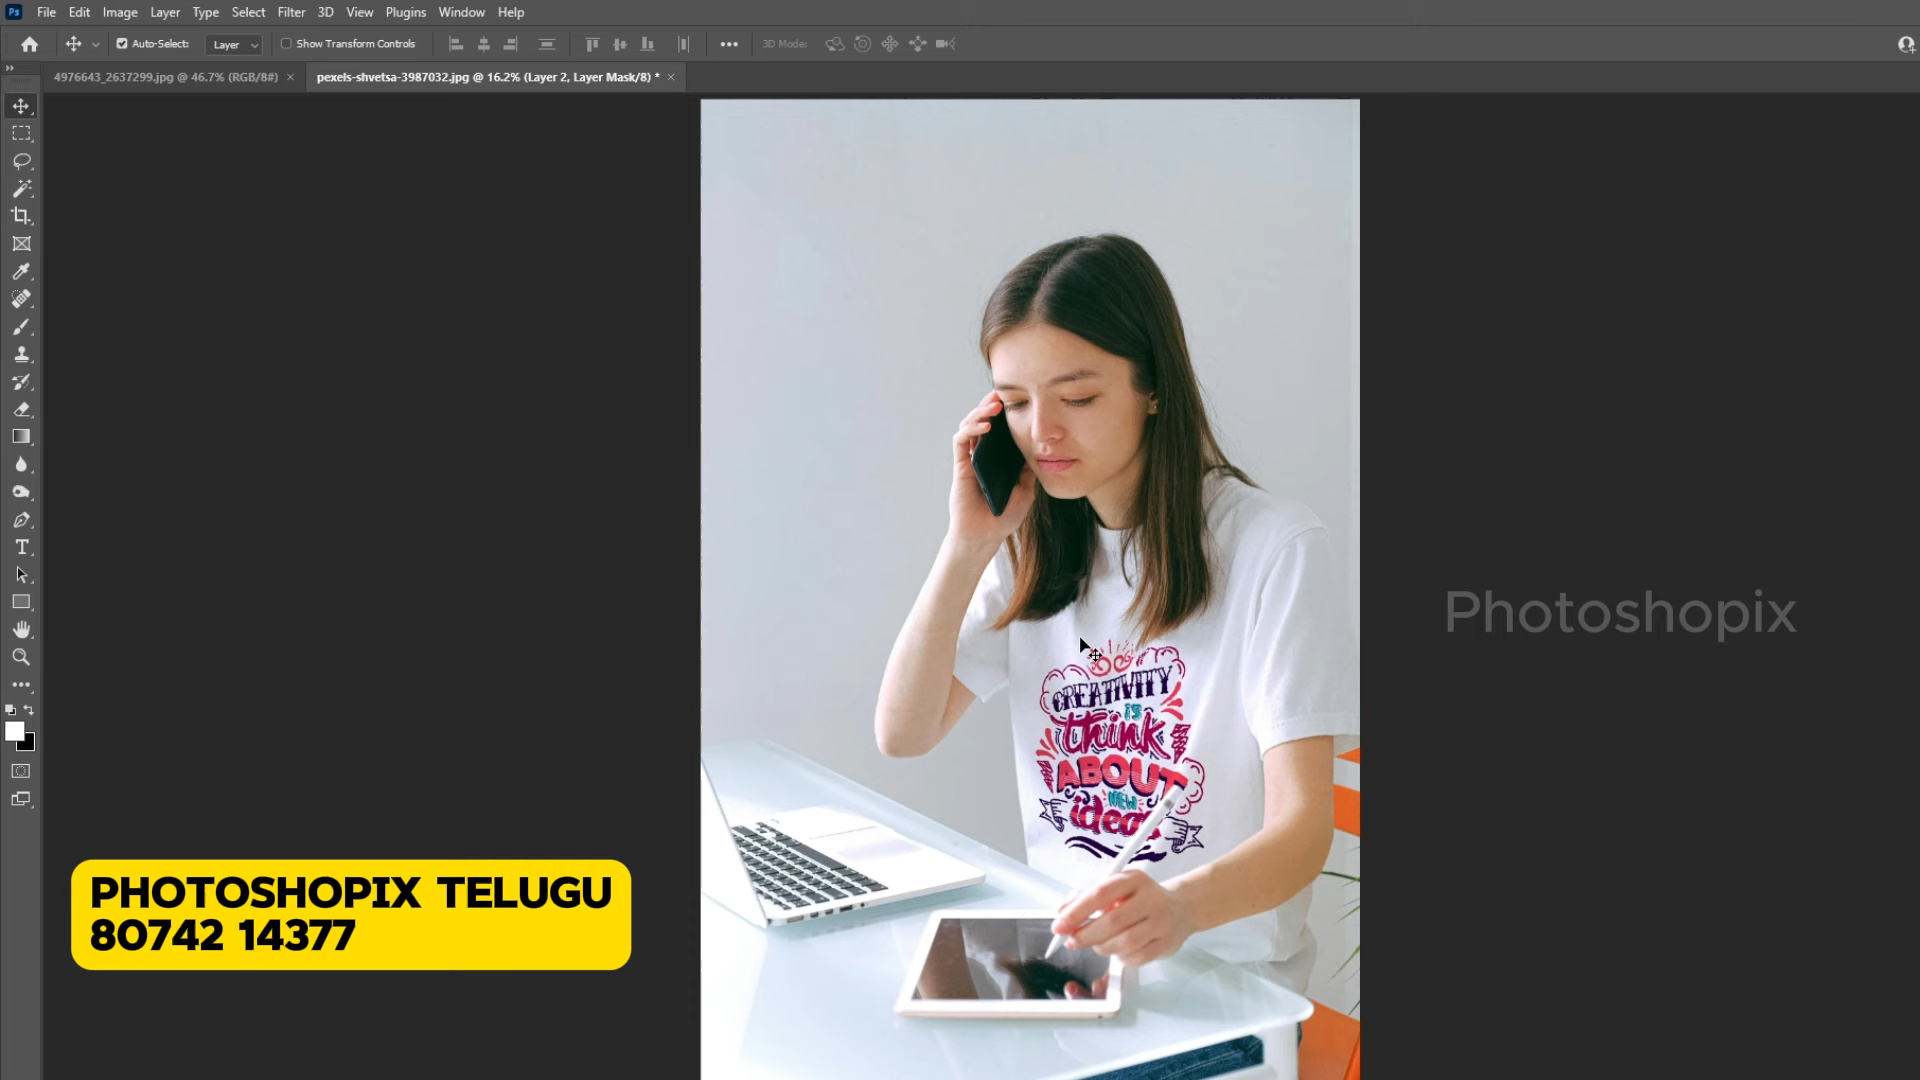 Ps File Edit Image Layer Type Select Filter 3D View Plugins Window Help
Auto-Select: Layer Show Transform Controls 3D Mode:
4976643_2637299.jpg @ 46.7% (RGB/8#) × pexels-shvetsa-3987032.jpg @ 16.2% (Layer 2, Layer Mask/8) * ×
Photoshopix
CREATIVITY
is
think
ABOUT
NEW
ideas
PHOTOSHOPIX TELUGU
80742 14377